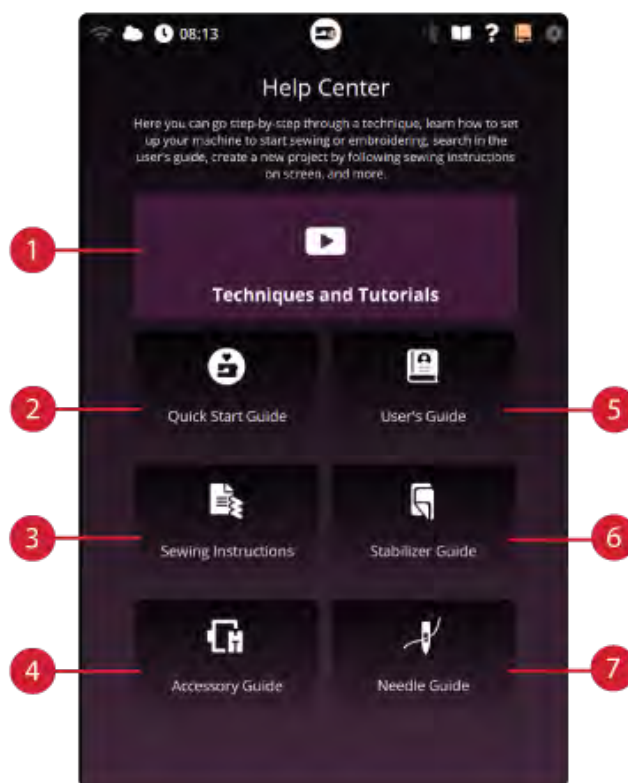 08:13
?
Help Center
Here you can go step-by-step through a technique, learn how to set
up your machine to start sewing or embroidering, search in the
user's guide, create a new project by following sewing instructions
on screen, and more.
1
Techniques and Tutorials
2
Quick Start Guide
User's Guide
5
3
Sewing Instructions
Stabilizer Guide
6
4
Accessory Guide
Needle Guide
7